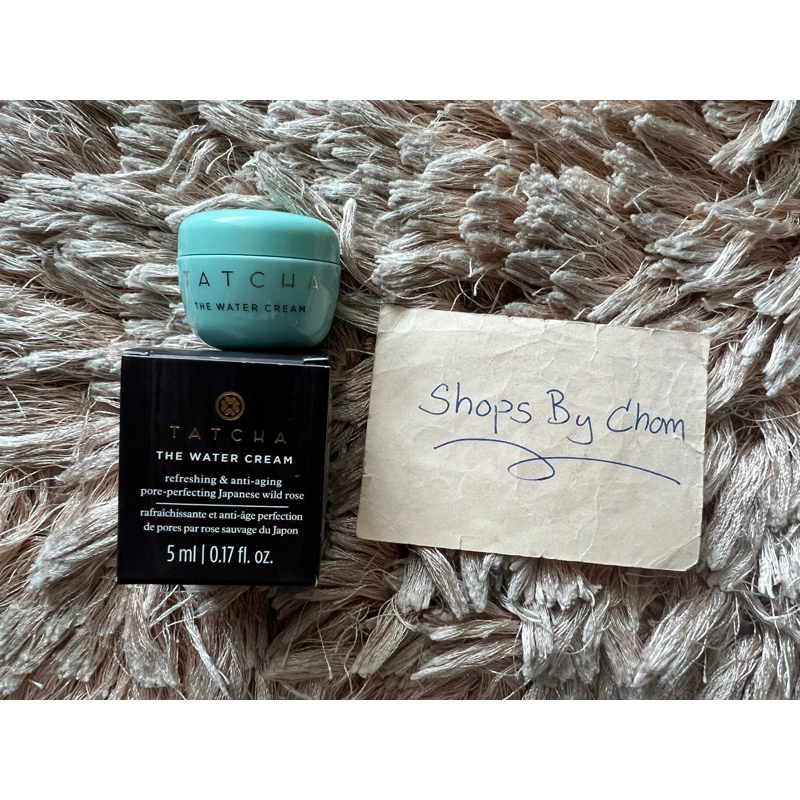 TATCHA
THE WATER CREAM
TATCHA
THE WATER CREAM
refreshing & anti-aging
pore-perfecting Japanese wild rose
rafraîchissante et anti-âge perfection
de pores par rose sauvage du Japon
5 ml | 0.17 fl. oz.
Shops By Chom